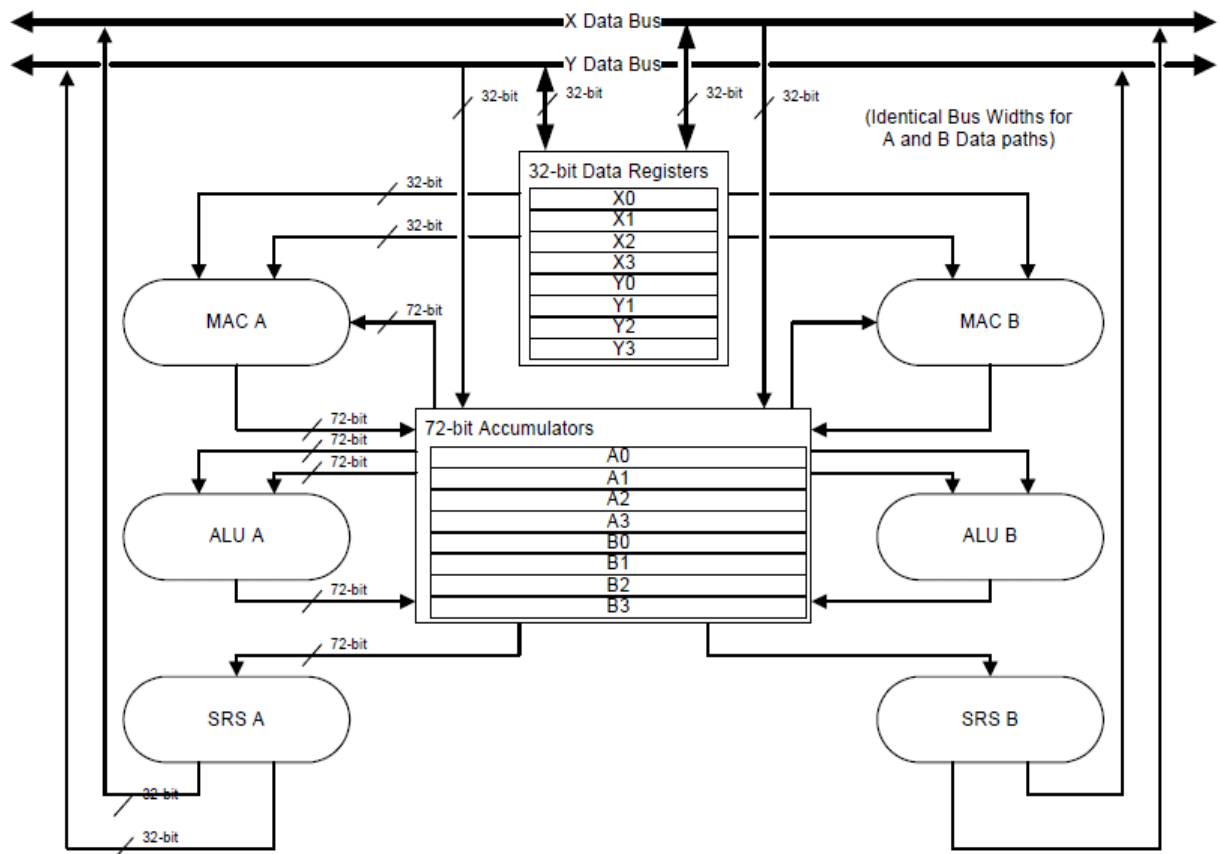 X Data Bus
Y Data Bus
32-bit
32-bit
32-bit
32-bit
(Identical Bus Widths for
A and B Data paths)
32-bit Data Registers
X0
X1
X2
X3
Y0
Y1
Y2
Y3
32-bit
32-bit
MAC A
72-bit
MAC B
72-bit
72-bit
72-bit
72-bit Accumulators
A0
A1
A2
A3
B0
B1
B2
B3
ALU A
ALU B
72-bit
72-bit
SRS A
SRS B
32-bit
32-bit